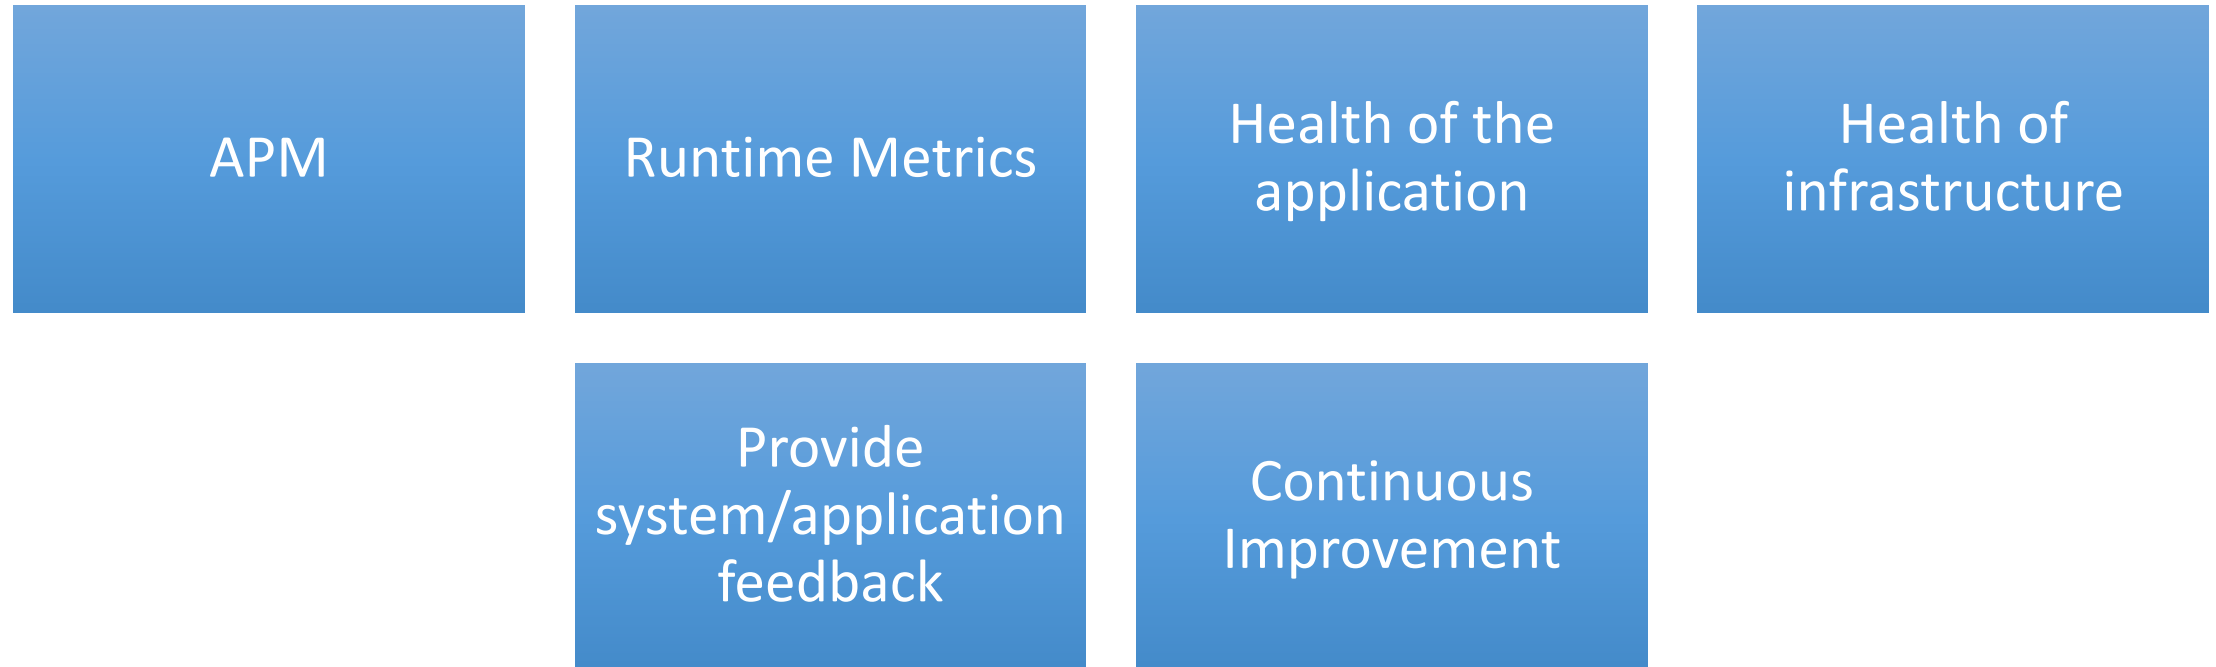 APM
Runtime Metrics
Health of the
application
Health of
infrastructure
Provide
system/application
feedback
Continuous
Improvement